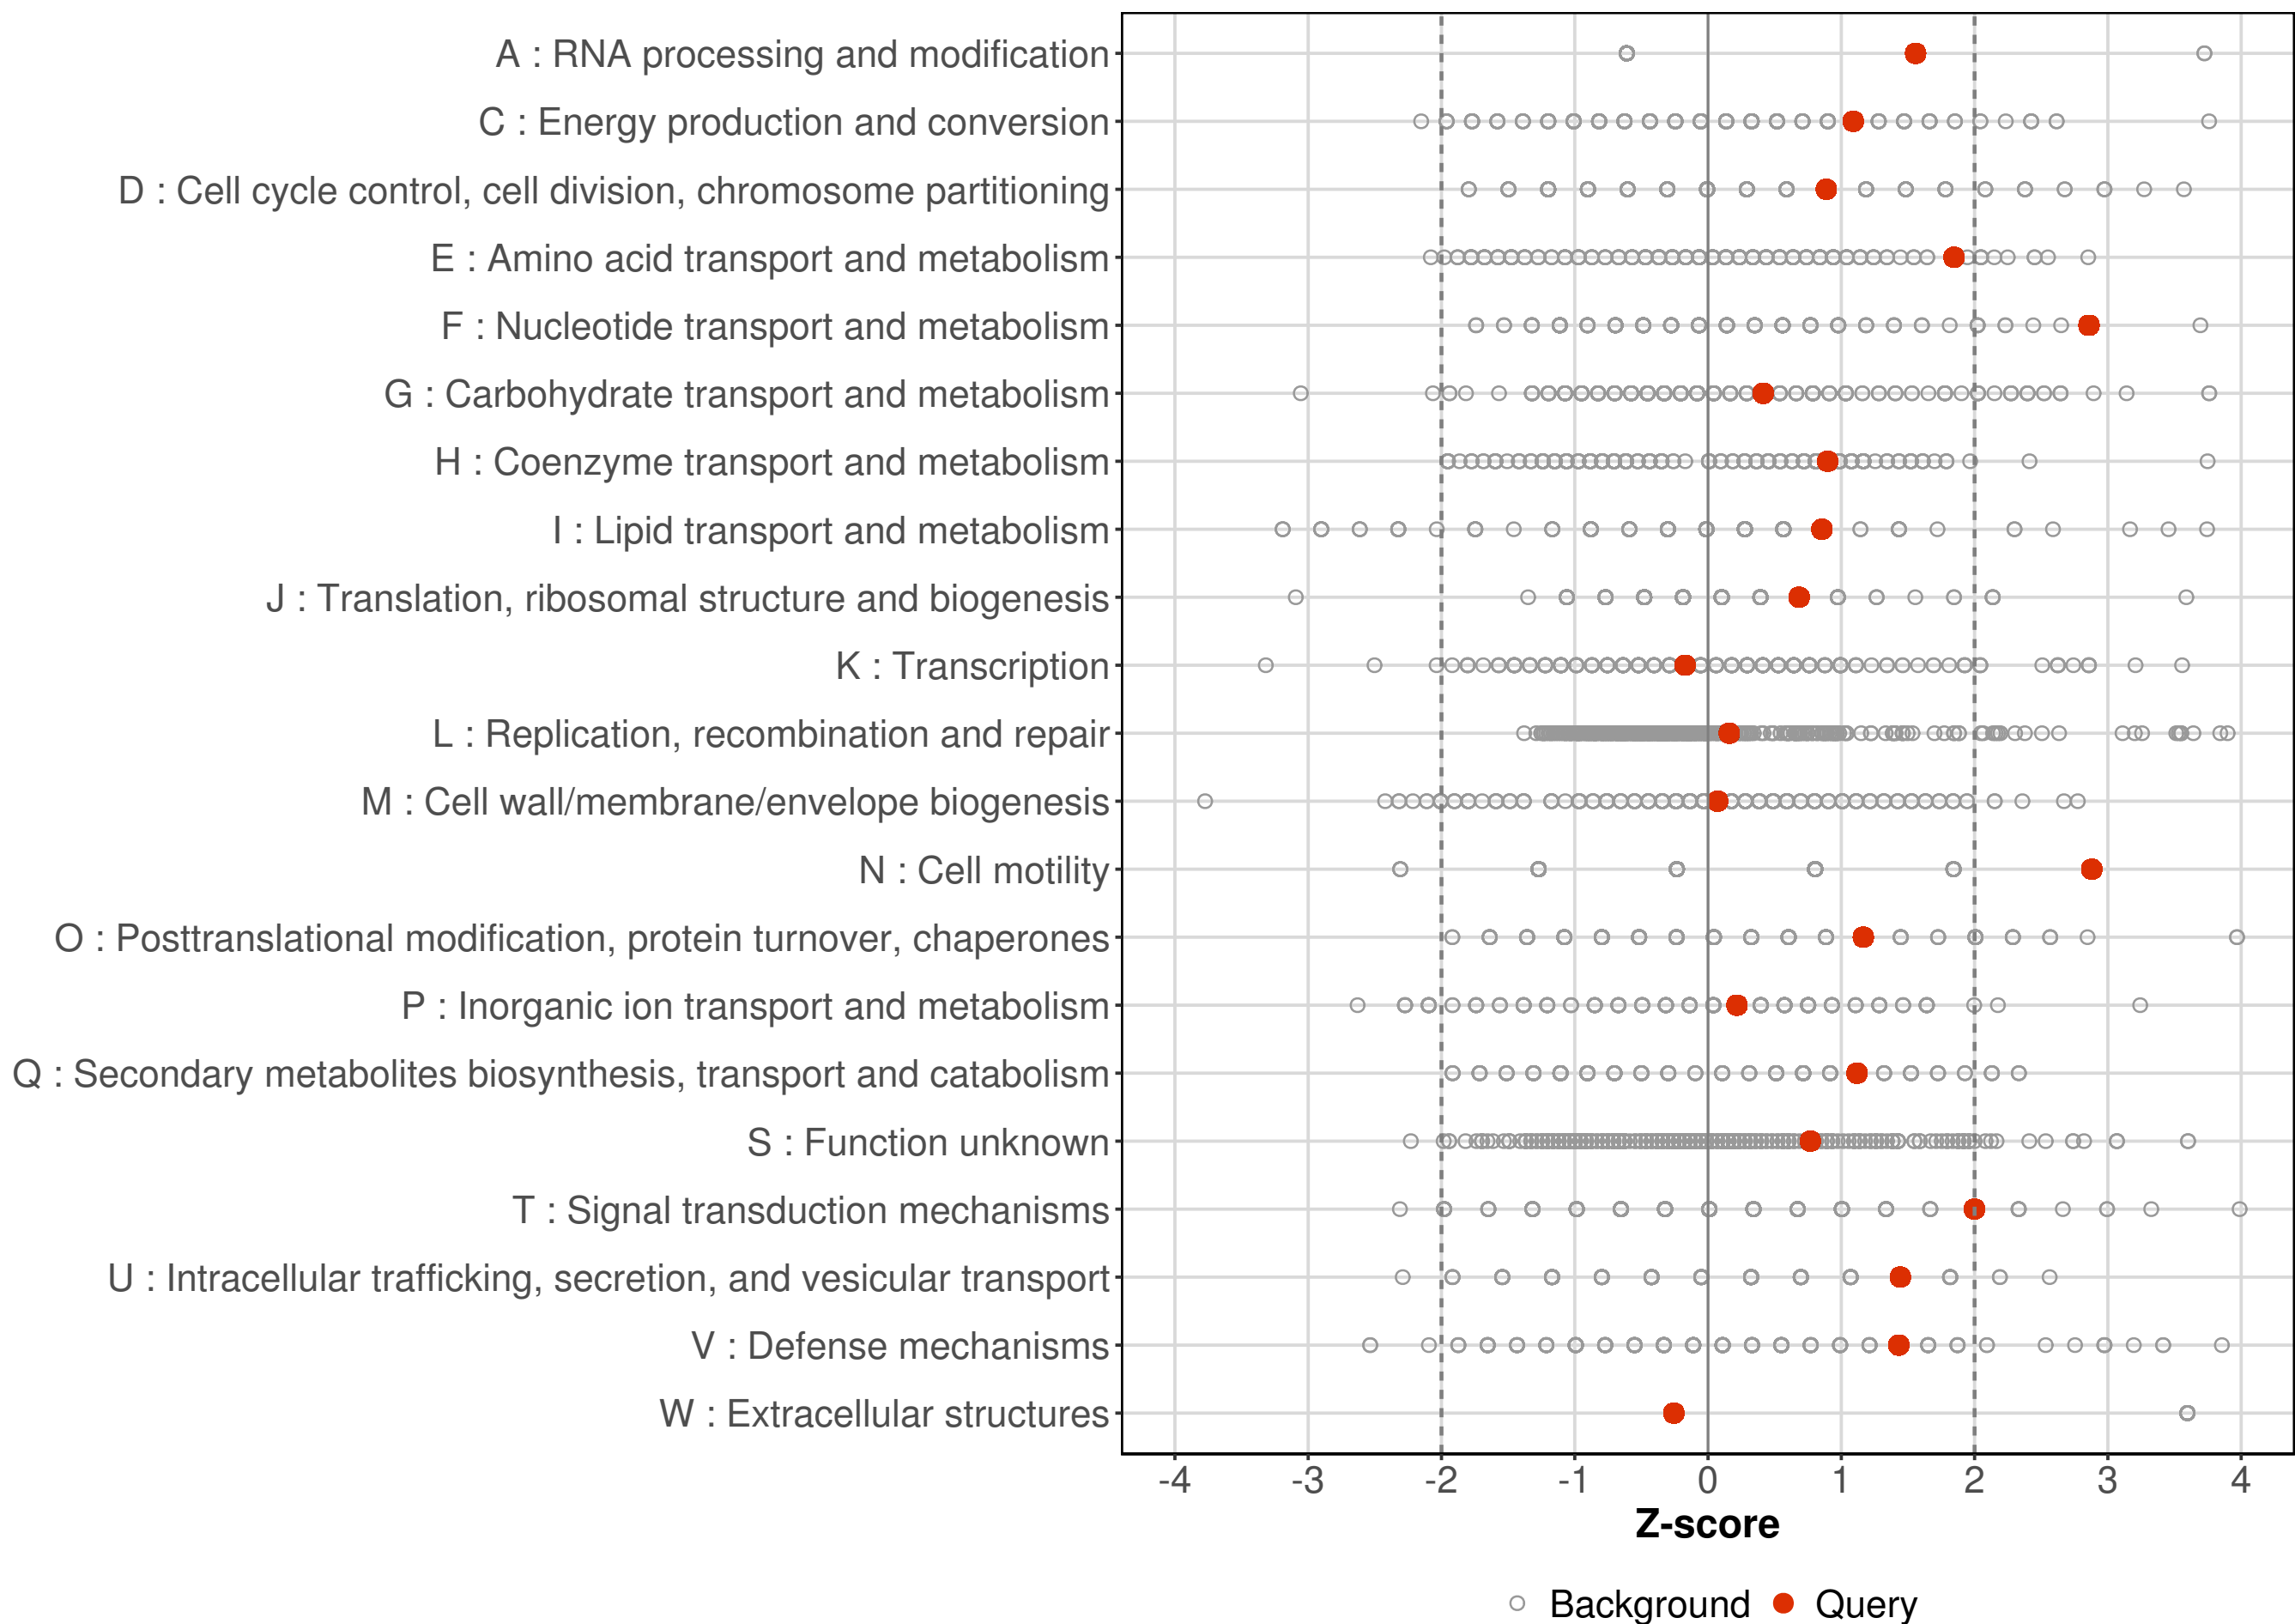 A : RNA processing and modification
C : Energy production and conversion
D : Cell cycle control, cell division, chromosome partitioning
E : Amino acid transport and metabolism
F : Nucleotide transport and metabolism
G : Carbohydrate transport and metabolism
H : Coenzyme transport and metabolism
I : Lipid transport and metabolism
J : Translation, ribosomal structure and biogenesis
K : Transcription
L : Replication, recombination and repair
M : Cell wall/membrane/envelope biogenesis
N : Cell motility
O : Posttranslational modification, protein turnover, chaperones
P : Inorganic ion transport and metabolism
Q : Secondary metabolites biosynthesis, transport and catabolism
S : Function unknown
T : Signal transduction mechanisms
U : Intracellular trafficking, secretion, and vesicular transport
V : Defense mechanisms
W : Extracellular structures
-4 -3 -2 -1 0 1 2 3 4
Z-score
Background Query